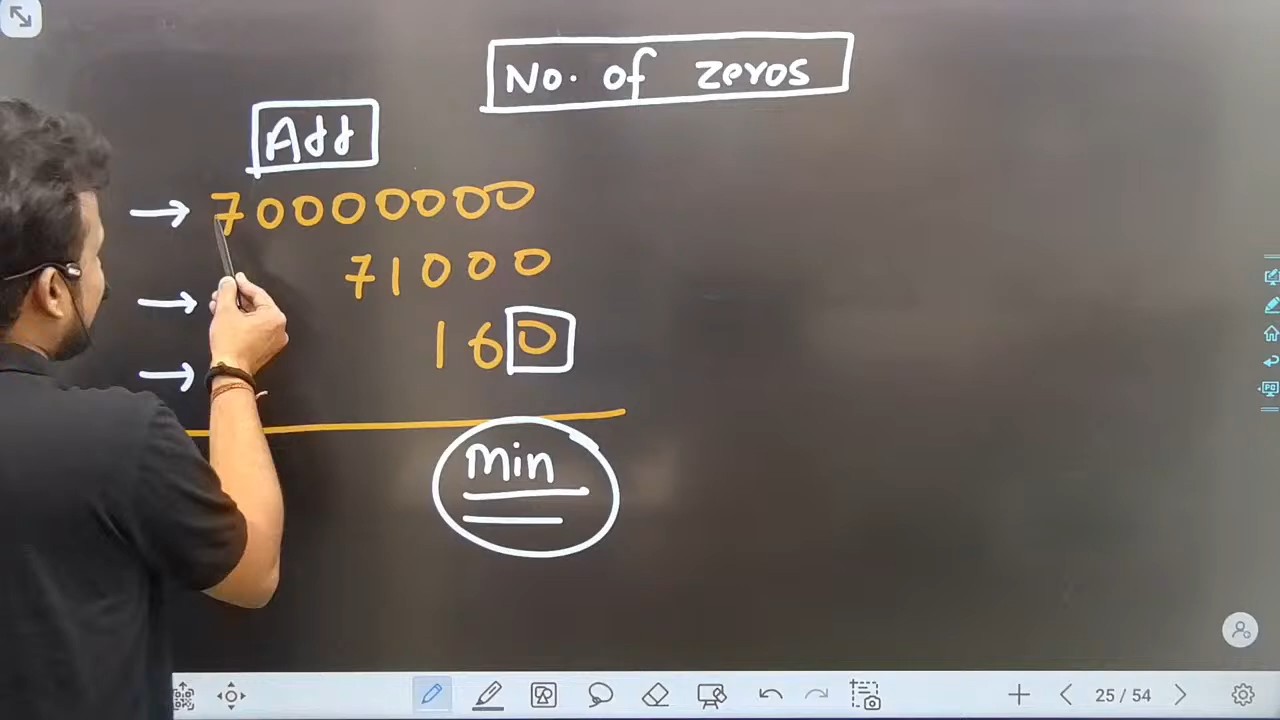 No. of zeros
Add
70000000
71000
160
Min
25 / 54